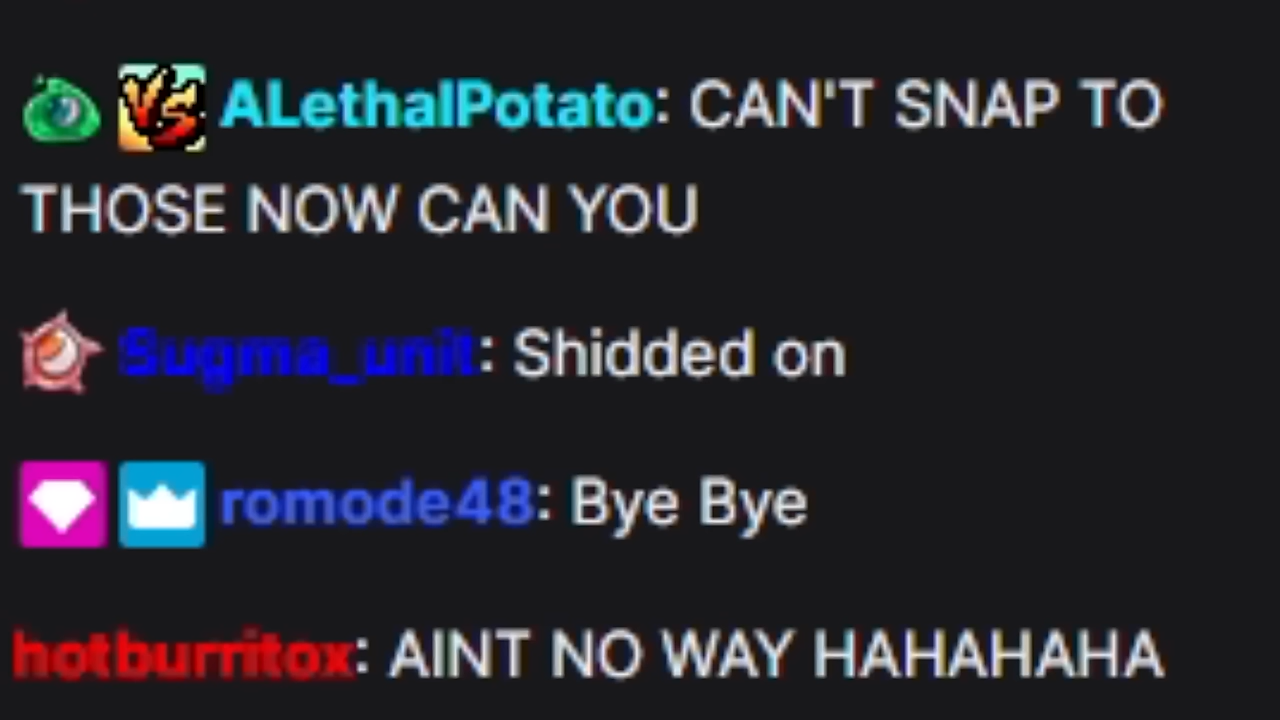 VS ALethalPotato: CAN'T SNAP TO
THOSE NOW CAN YOU
Sugma_unit: Shidded on
romode48: Bye Bye
hotburritox: AINT NO WAY HAHAHAHA